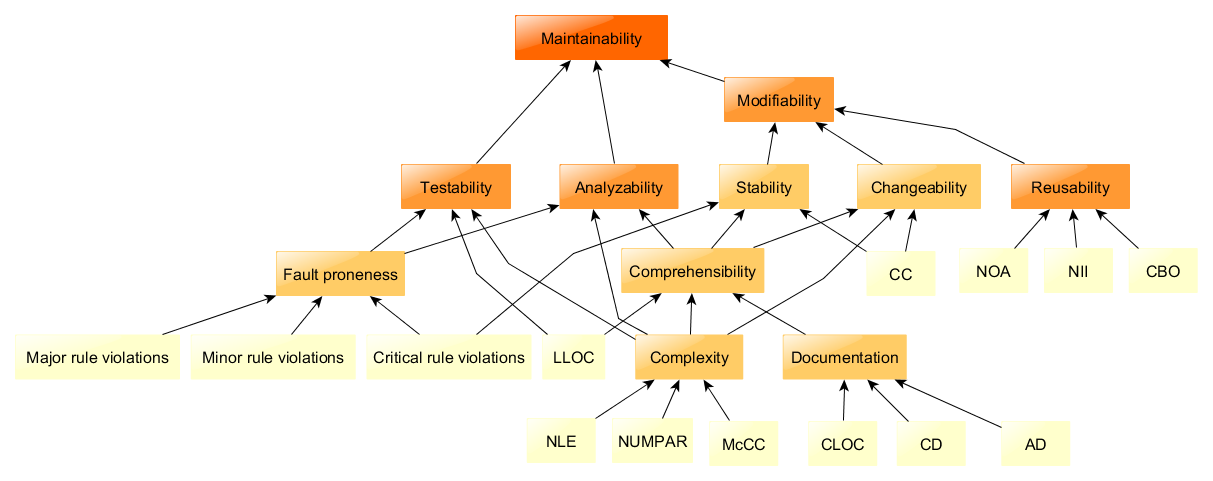 Maintainability
Modifiability
Testability
Analyzability
Stability
Changeability
Reusability
Fault proneness
Comprehensibility
CC
NOA
NII
CBO
Major rule violations
Minor rule violations
Critical rule violations
LLOC
Complexity
Documentation
NLE
NUMPAR
McCC
CLOC
CD
AD